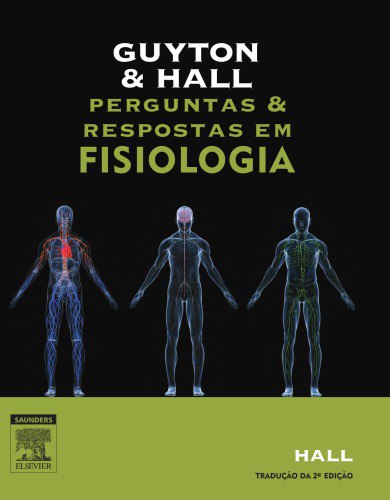 GUYTON
& HALL
PERGUNTAS &
RESPOSTAS EM
FISIOLOGIA
SAUNDERS
ELSEVIER
HALL
TRADUÇÃO DA 2ª EDIÇÃO